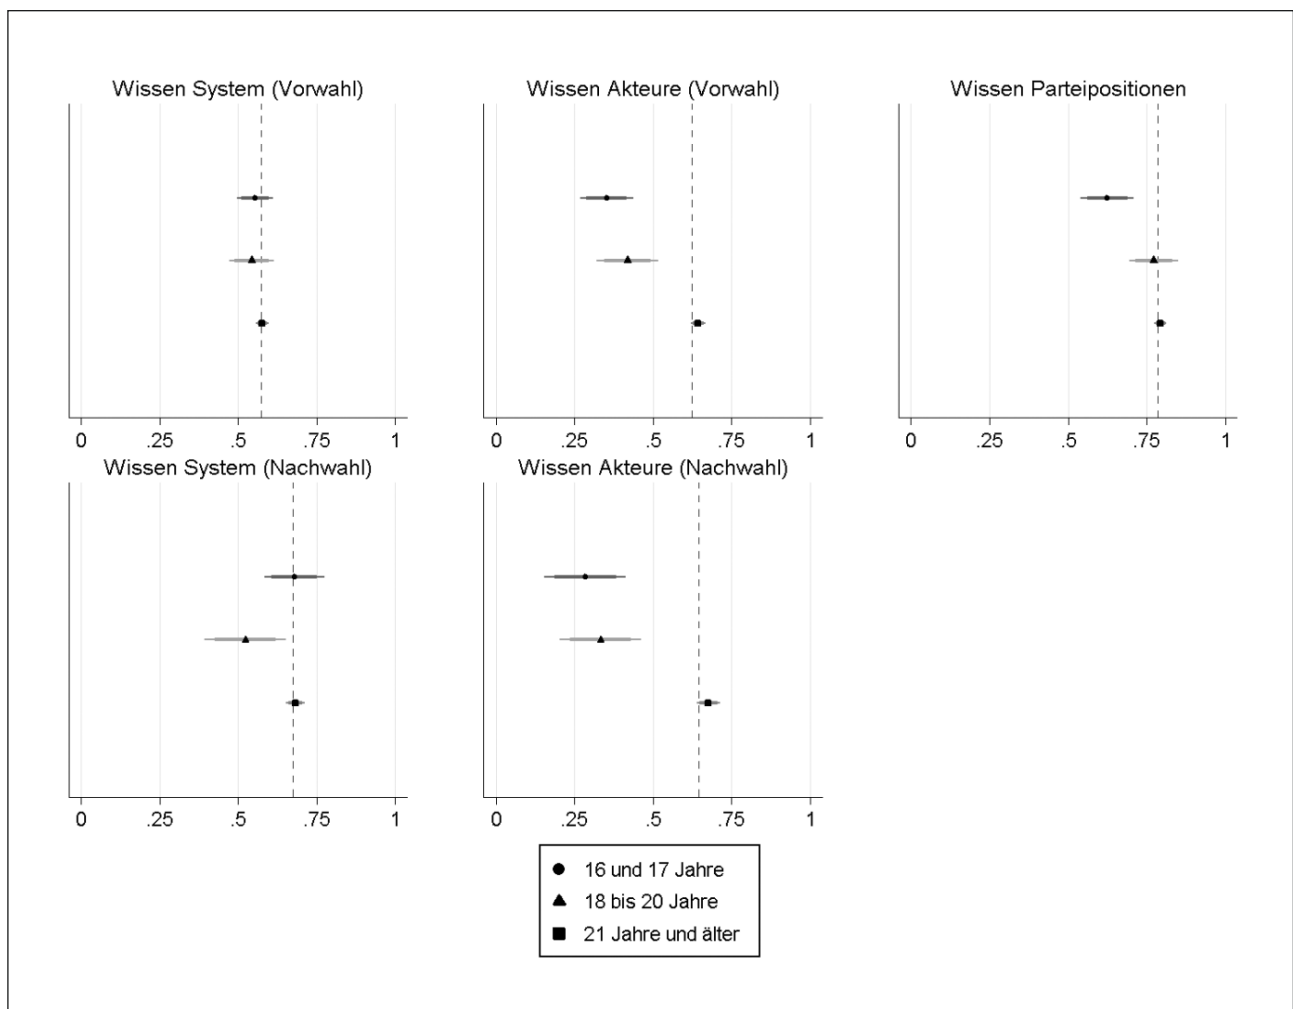 Wissen System (Vorwahl)
Wissen Akteure (Vorwahl)
Wissen Parteipositionen
0 .25 .5 .75 1
0 .25 .5 .75 1
0 .25 .5 .75 1
Wissen System (Nachwahl)
Wissen Akteure (Nachwahl)
0 .25 .5 .75 1
0 .25 .5 .75 1
16 und 17 Jahre
18 bis 20 Jahre
21 Jahre und älter